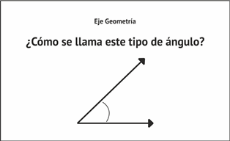 Eje Geometría
¿Cómo se llama este tipo de ángulo?